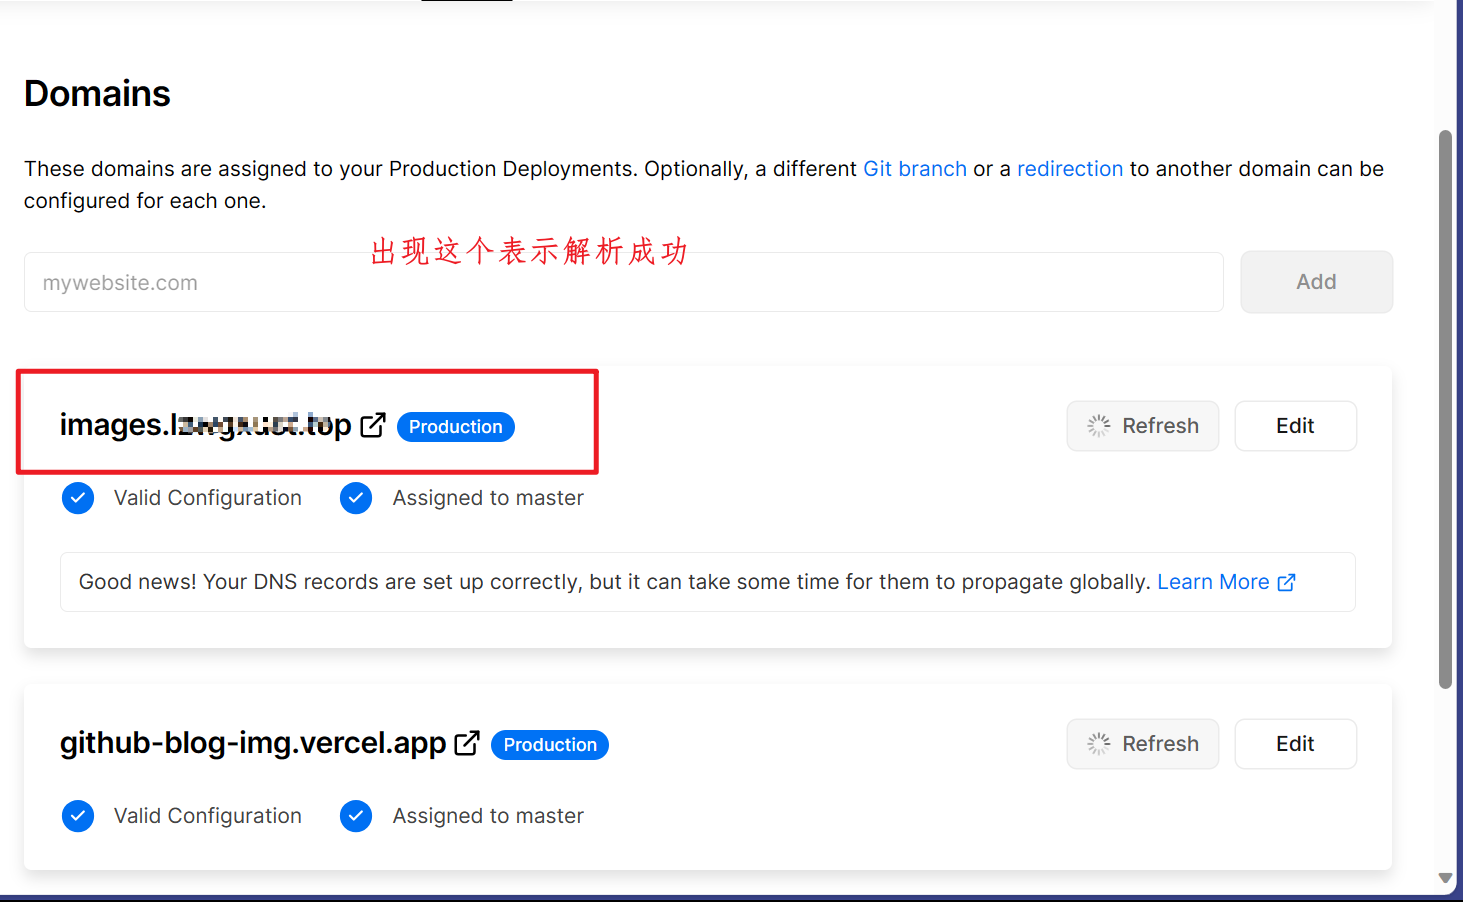 Domains
These domains are assigned to your Production Deployments. Optionally, a different Git branch or a redirection to another domain can be
configured for each one.
出现这个表示解析成功
mywebsite.com
Add
images. Production
Refresh
Edit
Valid Configuration
Assigned to master
Good news! Your DNS records are set up correctly, but it can take some time for them to propagate globally. Learn More
github-blog-img.vercel.app Production
Refresh
Edit
Valid Configuration
Assigned to master